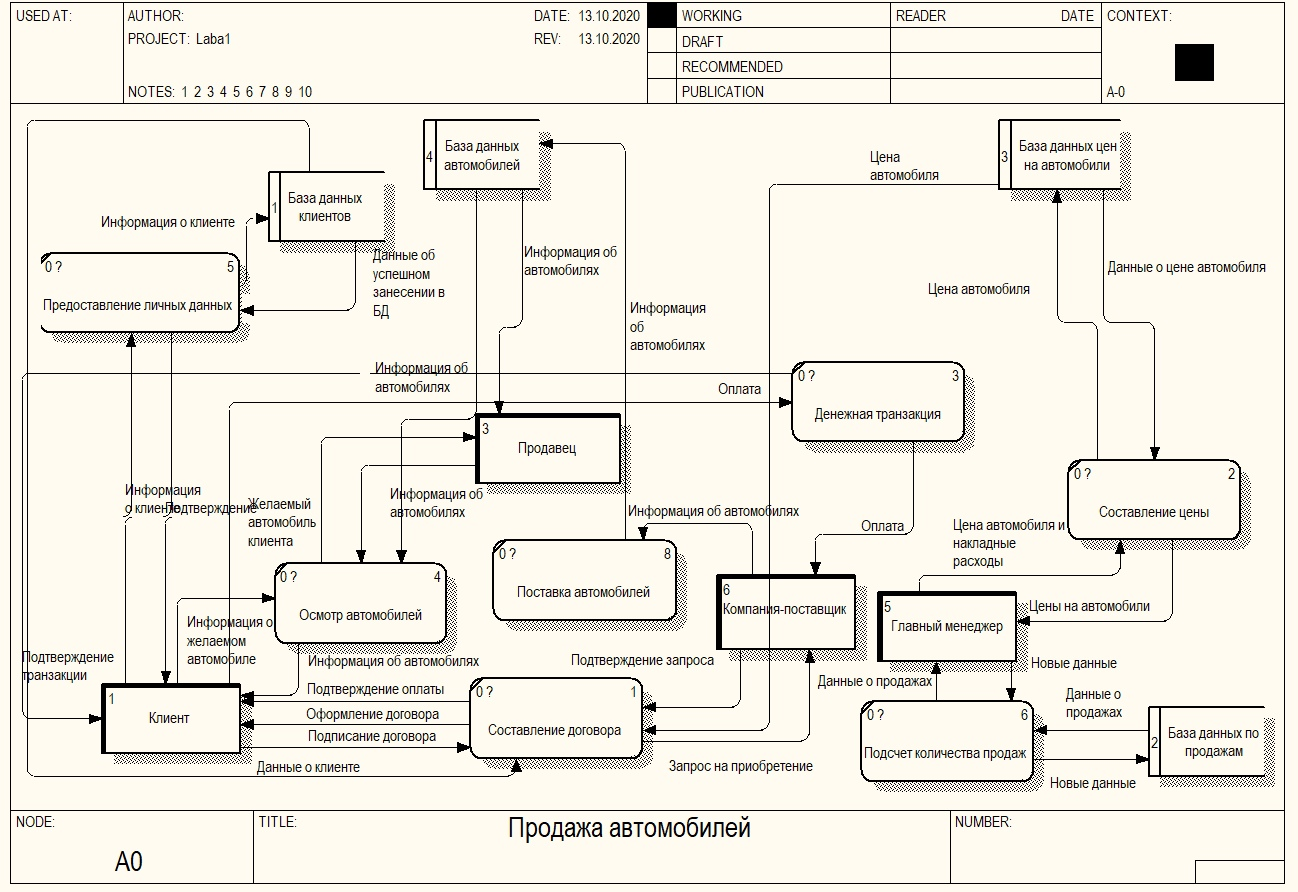 USED AT:
AUTHOR:
DATE: 13.10.2020
PROJECT: Laba1
REV: 13.10.2020
NOTES: 1 2 3 4 5 6 7 8 9 10
WORKING
DRAFT
RECOMMENDED
PUBLICATION
READER
DATE
CONTEXT:
A-0
4
База данных
автомобилей
3
База данных цен
на автомобили
Цена
автомобиля
1
База данных
клиентов
Информация о клиенте
Данные об
успешном
занесении в
БД
0 ?
5
Предоставление личных данных
Информация об
автомобилях
Информация
об
автомобилях
Цена автомобиля
Данные о цене автомобиля
Информация об
автомобилях
Оплата
0 ?
3
Денежная транзакция
3
Продавец
0 ?
2
Составление цены
Информация
о клиенте
Подтверждение
Желаемый
автомобиль
клиента
Информация об
автомобилях
Информация об автомобилях
Оплата
Цена автомобиля и
накладные
расходы
0 ?
4
Осмотр автомобилей
0 ?
8
Поставка автомобилей
6
Компания-поставщик
5
Главный менеджер
Цены на автомобили
Информация о
желаемом
автомобиле
Подтверждение
транзакции
Информация об автомобилях
Подтверждение запроса
Новые данные
Данные о продажах
1
Клиент
Подтверждение оплаты
Оформление договора
Подписание договора
Данные о клиенте
0 ?
1
Составление договора
Запрос на приобретение
0 ?
6
Подсчет количества продаж
Данные о
продажах
2
База данных по
продажам
Новые данные
NODE:
A0
TITLE:
Продажа автомобилей
NUMBER: